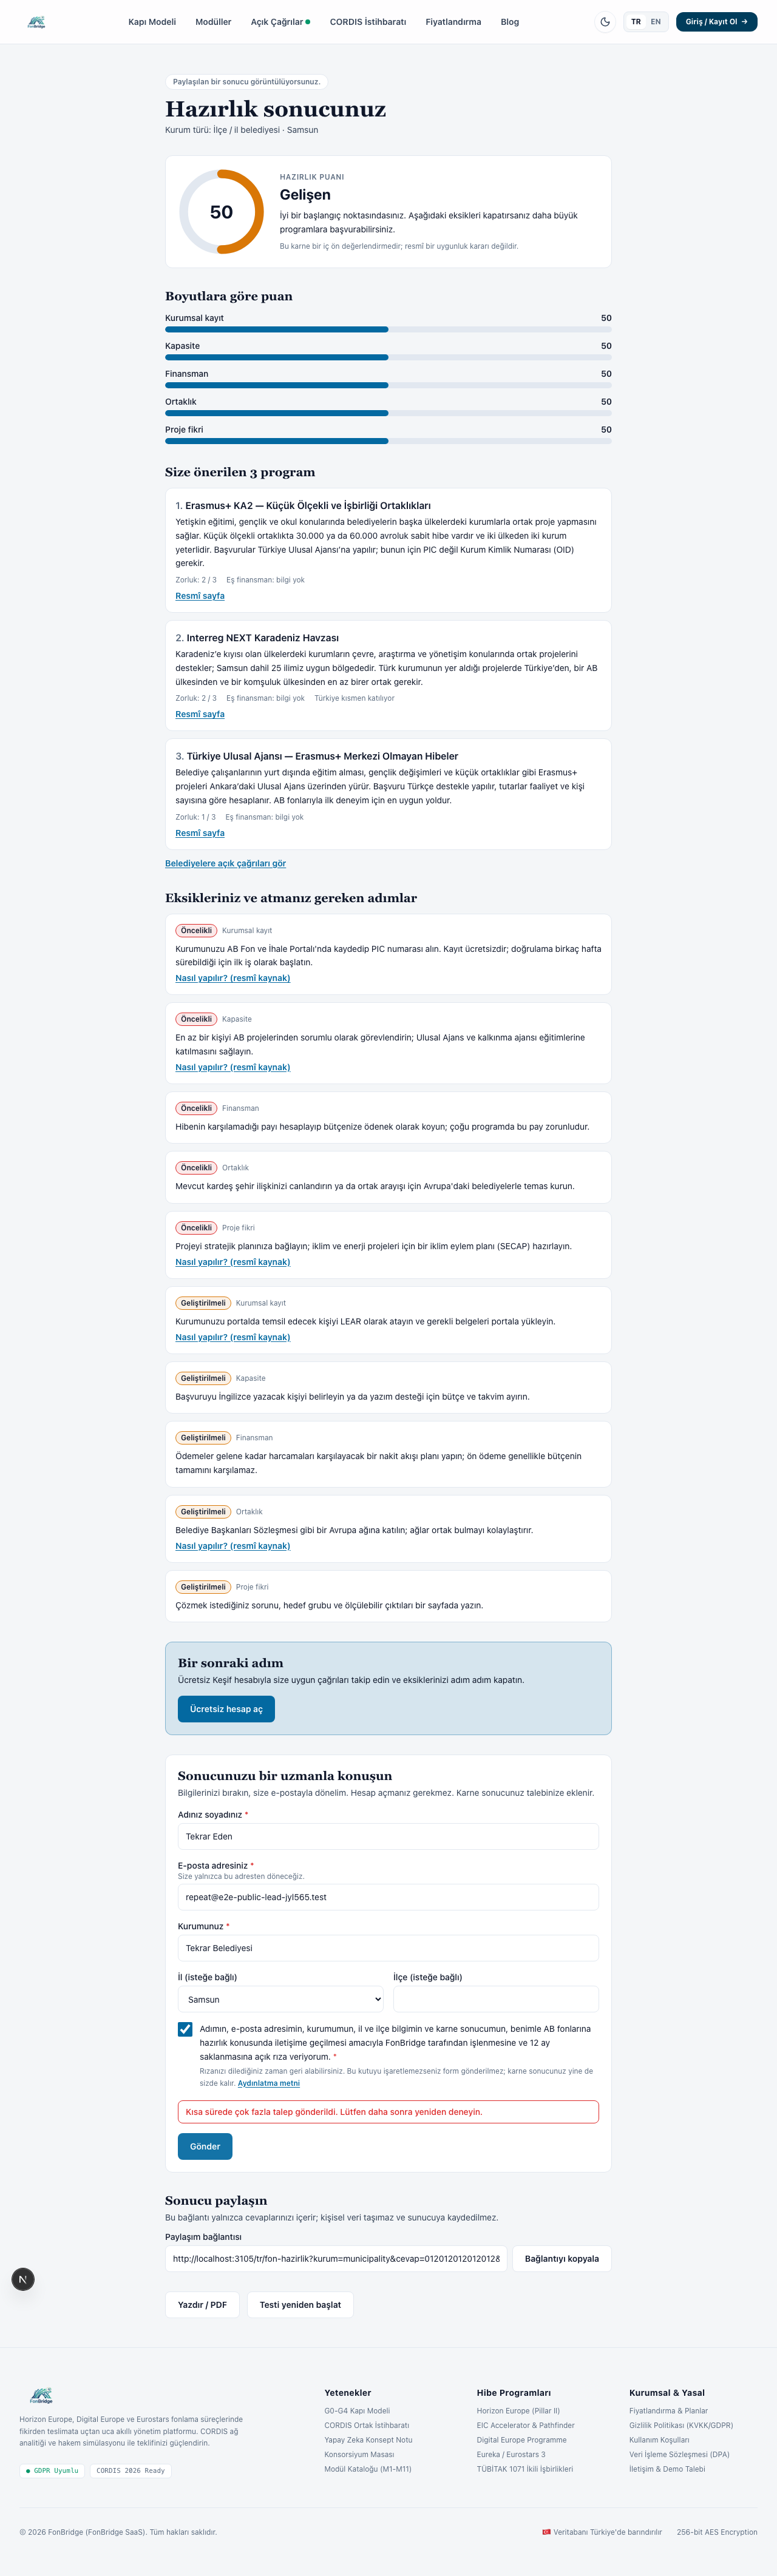 Kapı Modeli Modüller Açık Çağrılar CORDIS İstihbaratı Fiyatlandırma Blog TR EN Giriş / Kayıt Ol →
Paylaşılan bir sonucu görüntülüyorsunuz.
Hazırlık sonucunuz
Kurum türü: İlçe / il belediyesi · Samsun
50
HAZIRLIK PUANI
Gelişen
İyi bir başlangıç noktasındasınız. Aşağıdaki eksikleri kapatırsanız daha büyük
programlara başvurabilirsiniz.
Bu karne bir iç ön değerlendirmedir; resmî bir uygunluk kararı değildir.
Boyutlara göre puan
Kurumsal kayıt 50
Kapasite 50
Finansman 50
Ortaklık 50
Proje fikri 50
Size önerilen 3 program
1. Erasmus+ KA2 — Küçük Ölçekli ve İşbirliği Ortaklıkları
Yetişkin eğitimi, gençlik ve okul konularında belediyelerin başka ülkelerdeki kurumlarla ortak proje yapmasını
sağlar. Küçük ölçekli ortaklıkta 30.000 ya da 60.000 avroluk sabit hibe vardır ve iki ülkeden iki kurum
yeterlidir. Başvurular Türkiye Ulusal Ajansı'na yapılır; bunun için PIC değil Kurum Kimlik Numarası (OID)
gerekir.
Zorluk: 2 / 3 Eş finansman: bilgi yok
Resmî sayfa
2. Interreg NEXT Karadeniz Havzası
Karadeniz'e kıyısı olan ülkelerdeki kurumların çevre, araştırma ve yönetişim konularında ortak projelerini
destekler; Samsun dahil 25 ilimiz uygun bölgededir. Türk kurumunun yer aldığı projelerde Türkiye'den, bir AB
ülkesinden ve bir komşuluk ülkesinden en az birer ortak gerekir.
Zorluk: 2 / 3 Eş finansman: bilgi yok Türkiye kısmen katılıyor
Resmî sayfa
3. Türkiye Ulusal Ajansı — Erasmus+ Merkezi Olmayan Hibeler
Belediye çalışanlarının yurt dışında eğitim alması, gençlik değişimleri ve küçük ortaklıklar gibi Erasmus+
projeleri Ankara'daki Ulusal Ajans üzerinden yürür. Başvuru Türkçe destekle yapılır, tutarlar faaliyet ve kişi
sayısına göre hesaplanır. AB fonlarıyla ilk deneyim için en uygun yoldur.
Zorluk: 1 / 3 Eş finansman: bilgi yok
Resmî sayfa
Belediyelere açık çağrıları gör
Eksikleriniz ve atmanız gereken adımlar
Öncelikli Kurumsal kayıt
Kurumunuzu AB Fon ve İhale Portalı'nda kaydedip PIC numarası alın. Kayıt ücretsizdir; doğrulama birkaç hafta
sürebildiği için ilk iş olarak başlatın.
Nasıl yapılır? (resmî kaynak)
Öncelikli Kapasite
En az bir kişiyi AB projelerinden sorumlu olarak görevlendirin; Ulusal Ajans ve kalkınma ajansı eğitimlerine
katılmasını sağlayın.
Nasıl yapılır? (resmî kaynak)
Öncelikli Finansman
Hibenin karşılamadığı payı hesaplayıp bütçenize ödenek olarak koyun; çoğu programda bu pay zorunludur.
Öncelikli Ortaklık
Mevcut kardeş şehir ilişkinizi canlandırın ya da ortak arayışı için Avrupa'daki belediyelerle temas kurun.
Öncelikli Proje fikri
Projeyi stratejik planınıza bağlayın; iklim ve enerji projeleri için bir iklim eylem planı (SECAP) hazırlayın.
Nasıl yapılır? (resmî kaynak)
Geliştirilmeli Kurumsal kayıt
Kurumunuzu portalda temsil edecek kişiyi LEAR olarak atayın ve gerekli belgeleri portala yükleyin.
Nasıl yapılır? (resmî kaynak)
Geliştirilmeli Kapasite
Başvuruyu İngilizce yazacak kişiyi belirleyin ya da yazım desteği için bütçe ve takvim ayırın.
Geliştirilmeli Finansman
Ödemeler gelene kadar harcamaları karşılayacak bir nakit akışı planı yapın; ön ödeme genellikle bütçenin
tamamını karşılamaz.
Geliştirilmeli Ortaklık
Belediye Başkanları Sözleşmesi gibi bir Avrupa ağına katılın; ağlar ortak bulmayı kolaylaştırır.
Nasıl yapılır? (resmî kaynak)
Geliştirilmeli Proje fikri
Çözmek istediğiniz sorunu, hedef grubu ve ölçülebilir çıktıları bir sayfada yazın.
Bir sonraki adım
Ücretsiz Keşif hesabıyla size uygun çağrıları takip edin ve eksiklerinizi adım adım kapatın.
Ücretsiz hesap aç
Sonucunuzu bir uzmanla konuşun
Bilgilerinizi bırakın, size e-postayla dönelim. Hesap açmanız gerekmez. Karne sonucunuz talebinize eklenir.
Adınız soyadınız *
Tekrar Eden
E-posta adresiniz *
Size yalnızca bu adresten döneceğiz.
repeat@e2e-public-lead-jyl565.test
Kurumunuz *
Tekrar Belediyesi
İl (isteğe bağlı) İlçe (isteğe bağlı)
Samsun
Adımın, e-posta adresimin, kurumumun, il ve ilçe bilgimin ve karne sonucumun, benimle AB fonlarına
hazırlık konusunda iletişime geçilmesi amacıyla FonBridge tarafından işlenmesine ve 12 ay
saklanmasına açık rıza veriyorum. *
Rızanızı dilediğiniz zaman geri alabilirsiniz. Bu kutuyu işaretlemezseniz form gönderilmez; karne sonucunuz yine de
sizde kalır. Aydınlatma metni
Kısa sürede çok fazla talep gönderildi. Lütfen daha sonra yeniden deneyin.
Gönder
Sonucu paylaşın
Bu bağlantı yalnızca cevaplarınızı içerir; kişisel veri taşımaz ve sunucuya kaydedilmez.
Paylaşım bağlantısı
http://localhost:3105/tr/fon-hazirlik?kurum=municipality&cevap=012012012012012& Bağlantıyı kopyala
N
Yazdır / PDF Testi yeniden başlat
FonBridge
Horizon Europe, Digital Europe ve Eurostars fonlama süreçlerinde
fikirden teslimata uçtan uca akıllı yönetim platformu. CORDIS ağ
analitiği ve hakem simülasyonu ile teklifinizi güçlendirin.
● GDPR Uyumlu CORDIS 2026 Ready
Yetenekler
G0-G4 Kapı Modeli
CORDIS Ortak İstihbaratı
Yapay Zeka Konsept Notu
Konsorsiyum Masası
Modül Kataloğu (M1-M11)
Hibe Programları
Horizon Europe (Pillar II)
EIC Accelerator & Pathfinder
Digital Europe Programme
Eureka / Eurostars 3
TÜBİTAK 1071 İkili İşbirlikleri
Kurumsal & Yasal
Fiyatlandırma & Planlar
Gizlilik Politikası (KVKK/GDPR)
Kullanım Koşulları
Veri İşleme Sözleşmesi (DPA)
İletişim & Demo Talebi
© 2026 FonBridge (FonBridge SaaS). Tüm hakları saklıdır. Veritabanı Türkiye'de barındırılır 256-bit AES Encryption